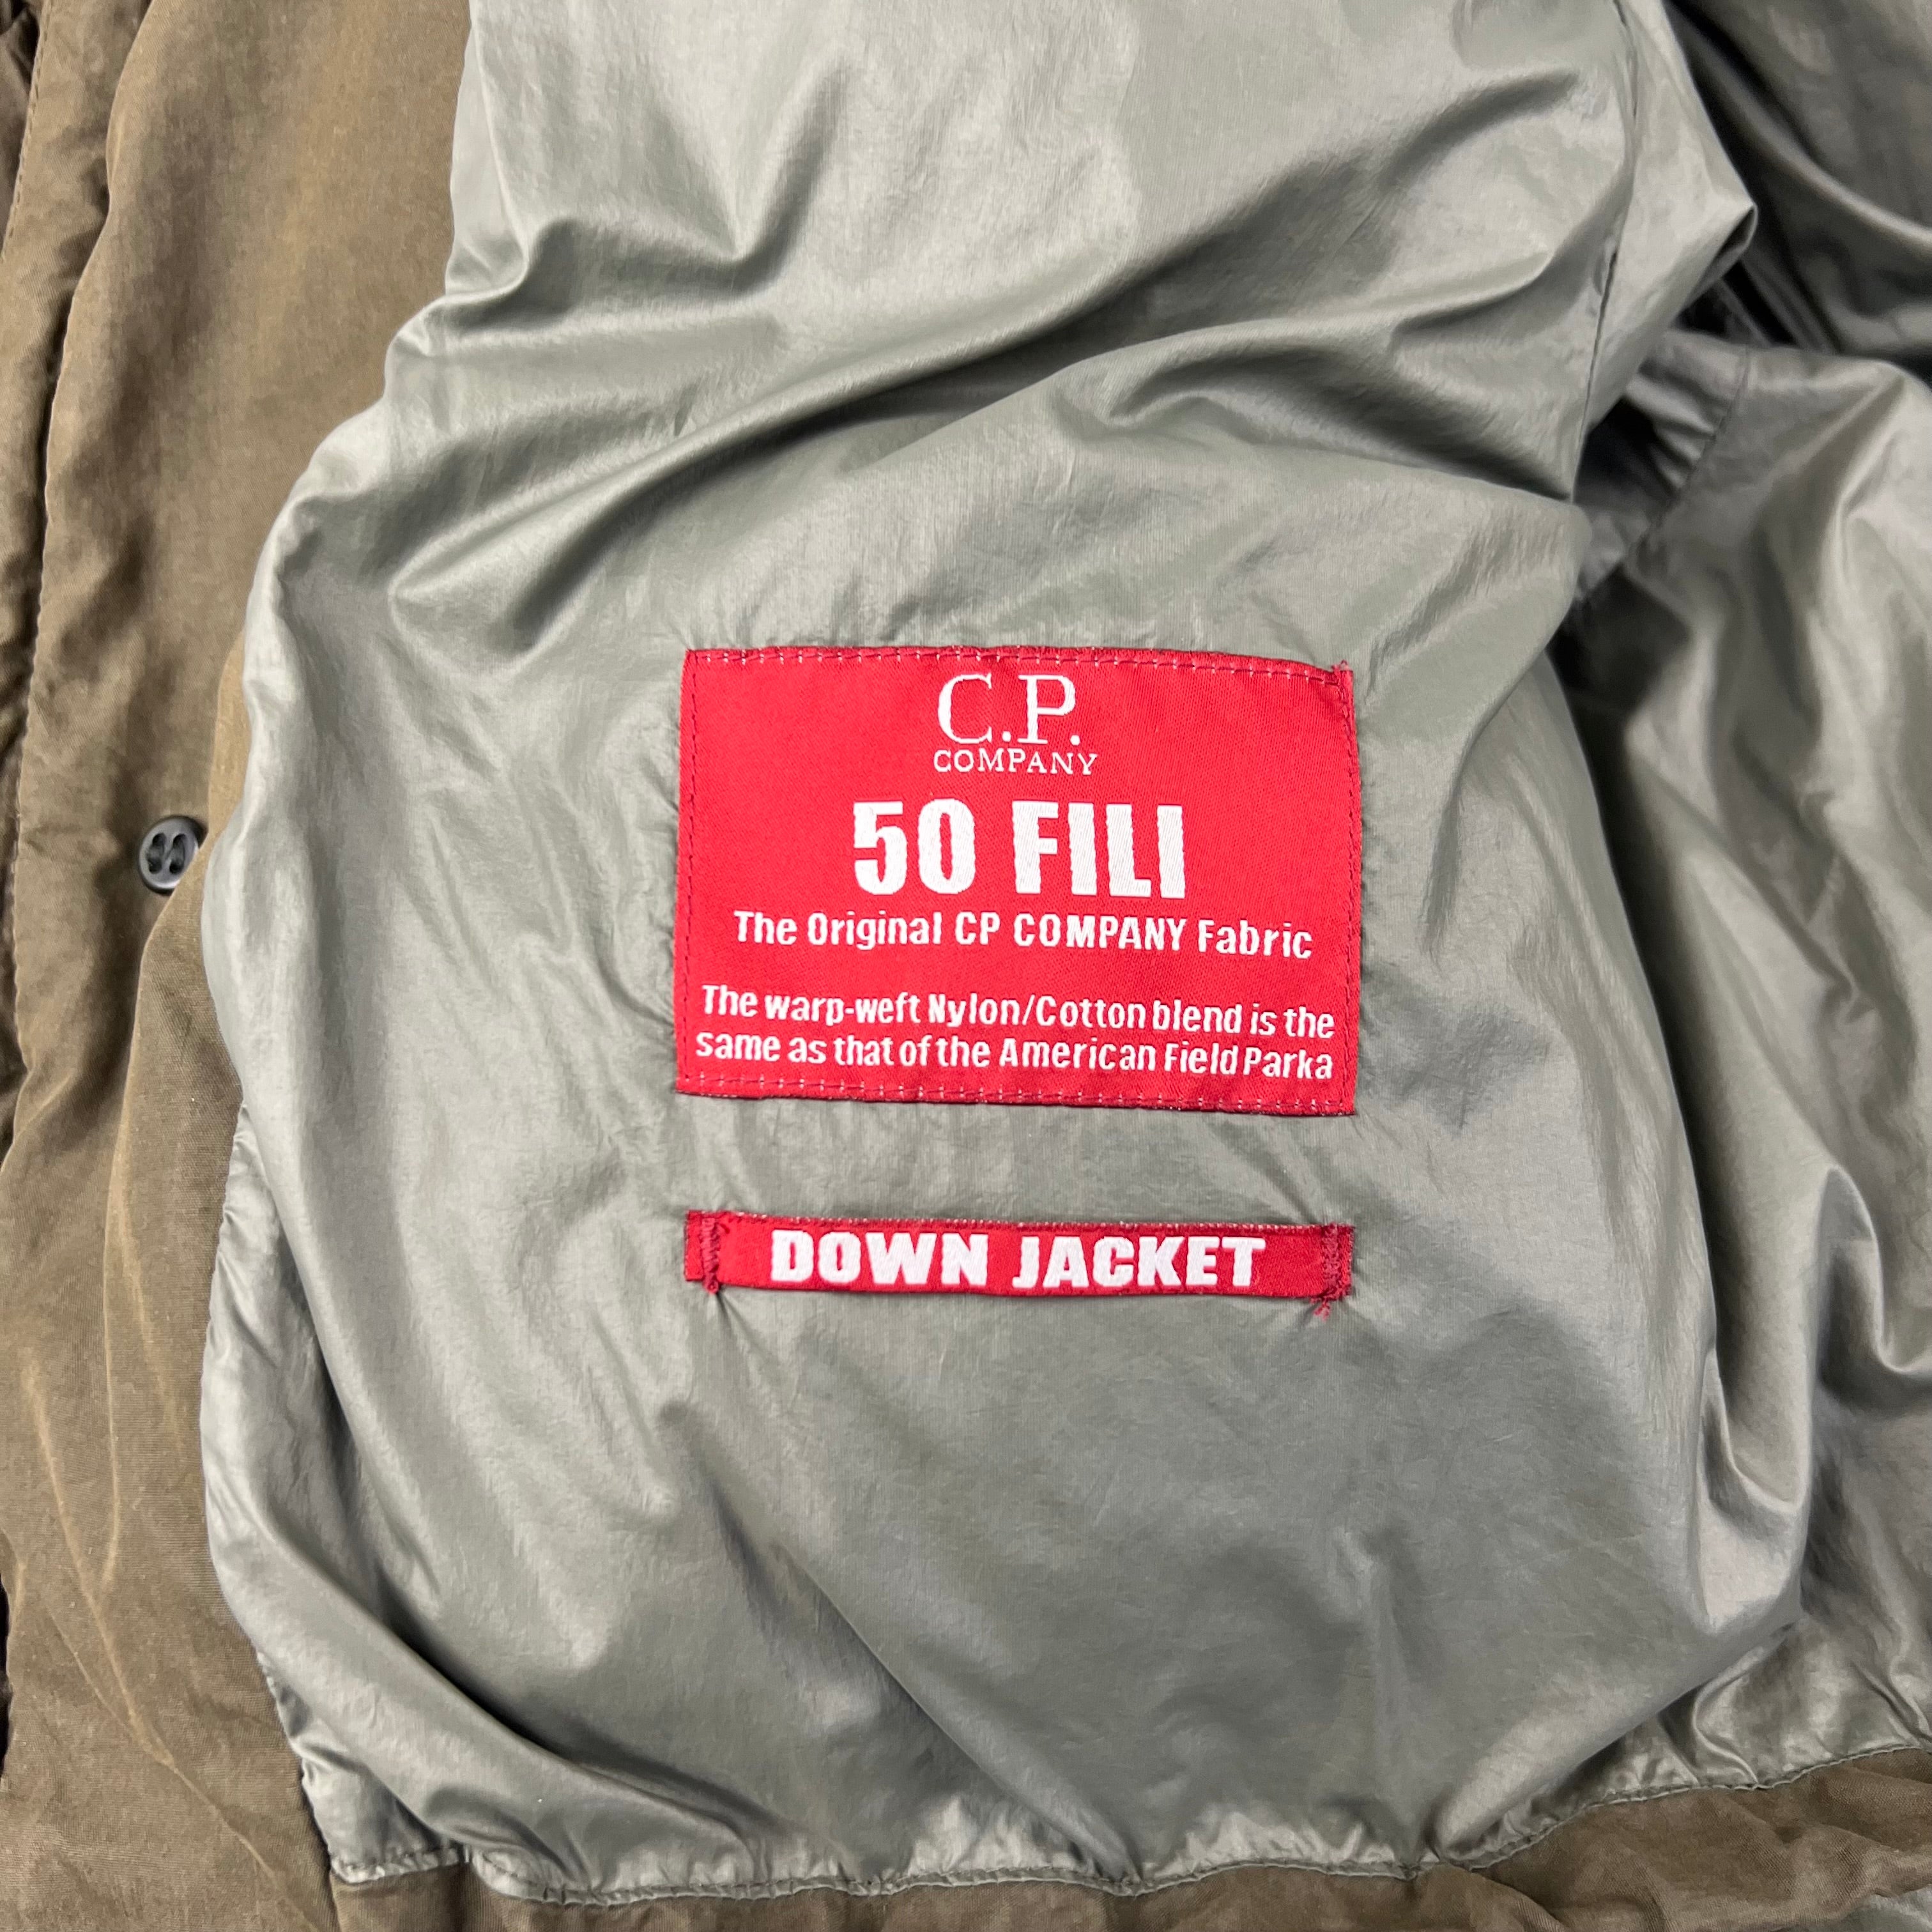 C.P.
COMPANY
50 FILI
The Original CP COMPANY Fabric
The warp-weft Nylon/Cotton blend is the
same as that of the American Field Parka
DOWN JACKET